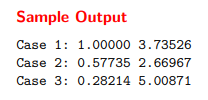 Sample Output
Case 1: 1.00000 3.73526
Case 2: 0.57735 2.66967
Case 3: 0.28214 5.00871